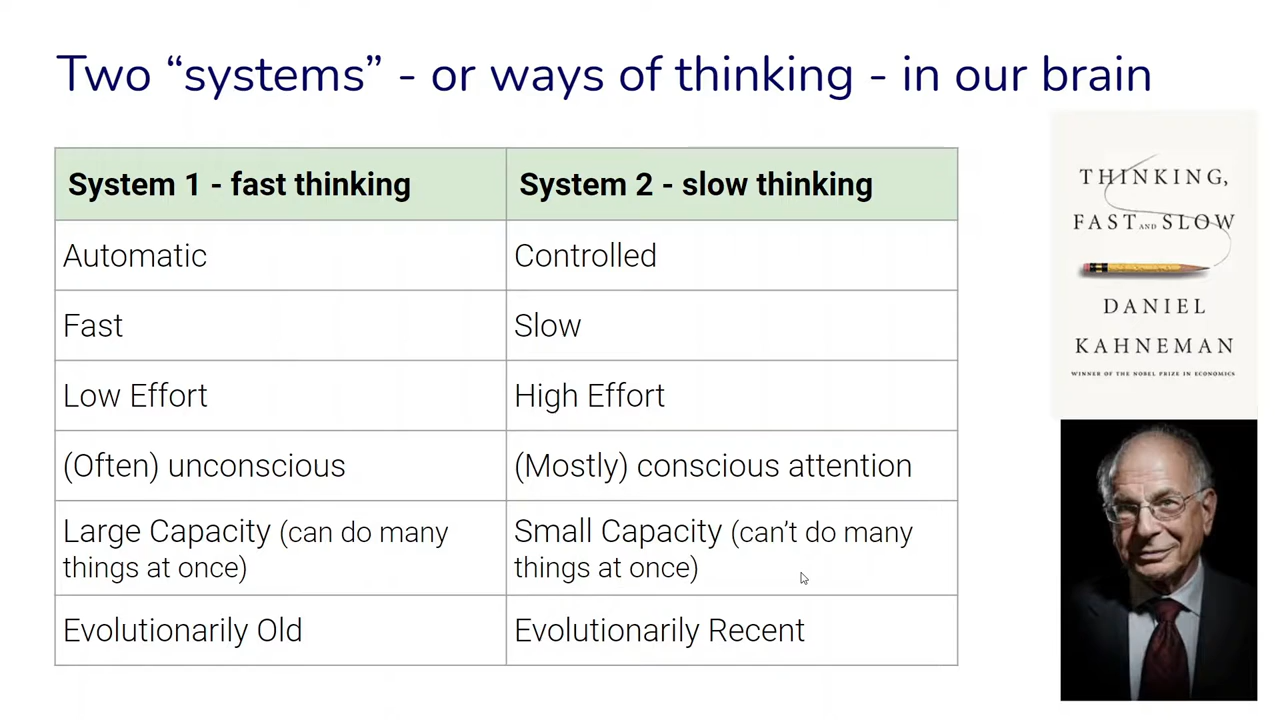 Two “systems” - or ways of thinking - in our brain
System 1 - fast thinking
System 2 - slow thinking
Automatic
Controlled
Fast
Slow
Low Effort
High Effort
(Often) unconscious
(Mostly) conscious attention
Large Capacity (can do many
things at once)
Small Capacity (can’t do many
things at once)
Evolutionarily Old
Evolutionarily Recent
THINKING,
FAST AND SLOW
DANIEL
KAHNEMAN
WINNER OF THE NOBEL PRIZE IN ECONOMICS